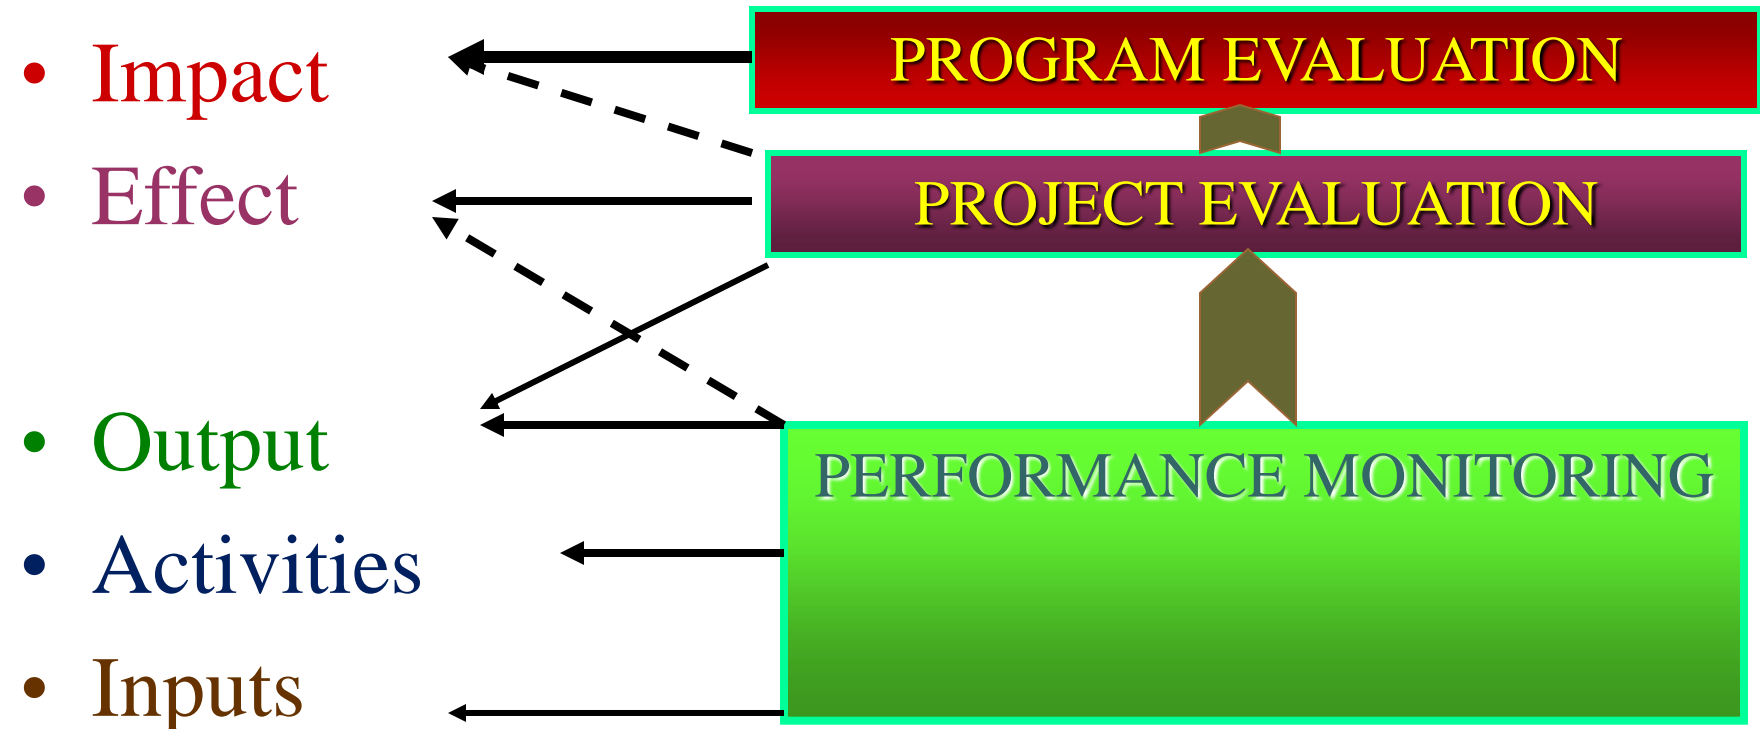 • Impact
• Effect
• Output
• Activities
• Inputs
PROGRAM EVALUATION
PROJECT EVALUATION
PERFORMANCE MONITORING